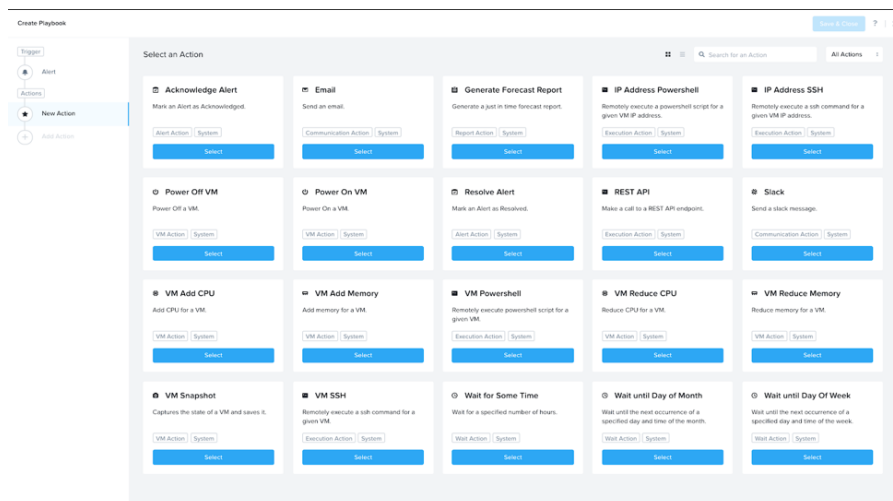 Create Playbook
Save & Close
?
Trigger
Alert
Actions
New Action
Add Action
Select an Action
Search for an Action
All Actions
Acknowledge Alert
Mark an Alert as Acknowledged.
Alert Action System
Select
Email
Send an email.
Communication Action System
Select
Generate Forecast Report
Generate a just in time forecast report.
Report Action System
Select
IP Address Powershell
Remotely execute a powershell script for a
given VM IP address.
Execution Action System
Select
IP Address SSH
Remotely execute a ssh command for a
given VM IP address.
Execution Action System
Select
Power Off VM
Power Off a VM.
VM Action System
Select
Power On VM
Power On a VM.
VM Action System
Select
Resolve Alert
Mark an Alert as Resolved.
Alert Action System
Select
REST API
Make a call to a REST API endpoint.
Execution Action System
Select
Slack
Send a slack message.
Communication Action System
Select
VM Add CPU
Add CPU for a VM.
VM Action System
Select
VM Add Memory
Add memory for a VM.
VM Action System
Select
VM Powershell
Remotely execute powershell script for a
given VM.
Execution Action System
Select
VM Reduce CPU
Reduce CPU for a VM.
VM Action System
Select
VM Reduce Memory
Reduce memory for a VM.
VM Action System
Select
VM Snapshot
Captures the state of a VM and saves it.
VM Action System
Select
VM SSH
Remotely execute a ssh command for a
given VM.
Execution Action System
Select
Wait for Some Time
Wait for a specified number of hours.
Wait Action System
Select
Wait until Day of Month
Wait until the next occurrence of a
specified day and time of the month.
Wait Action System
Select
Wait until Day Of Week
Wait until the next occurrence of a
specified day and time of the week.
Wait Action System
Select